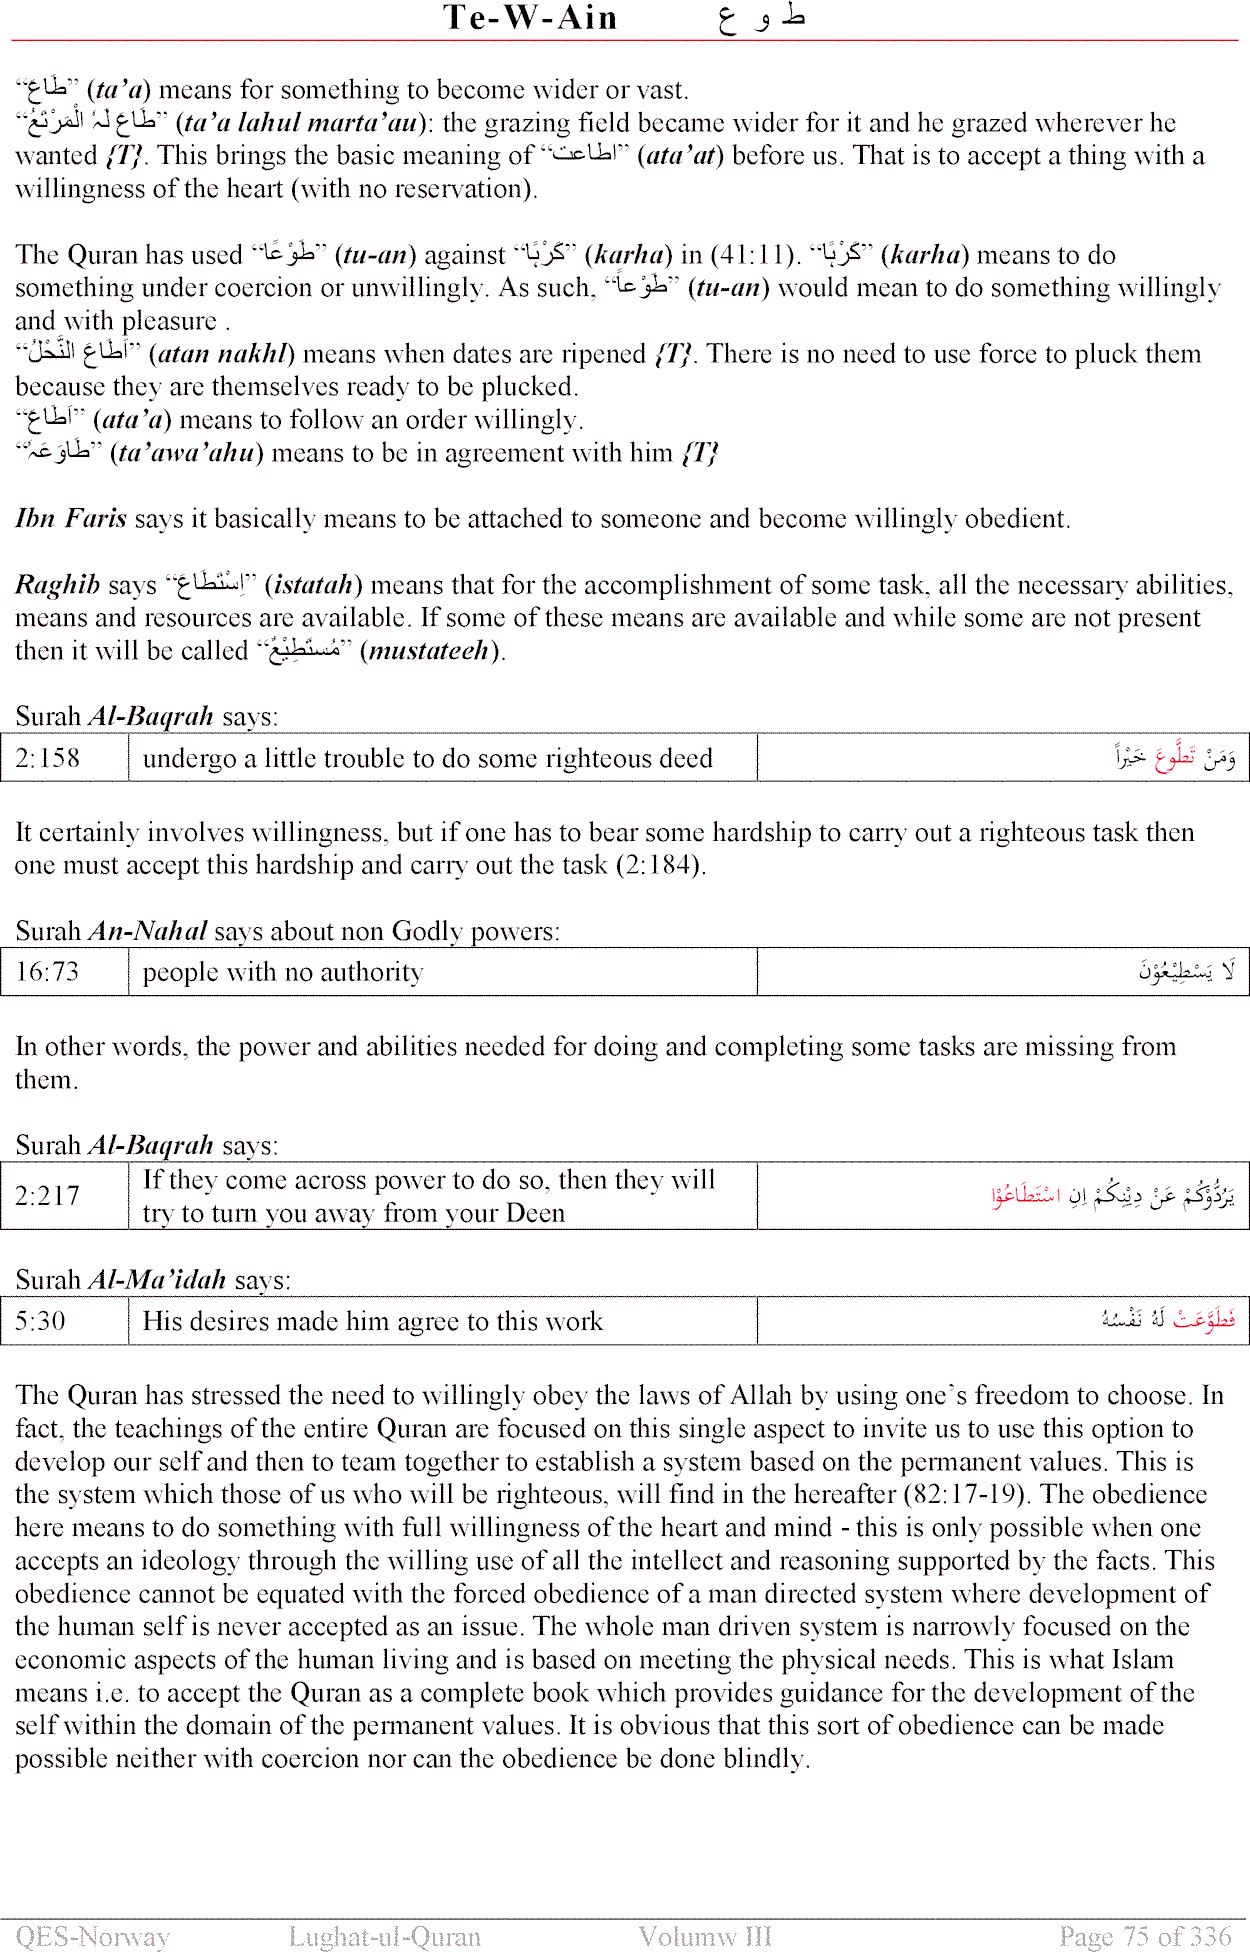 Te-W-Ain ط و ع
“طَاعَ” (ta’a) means for something to become wider or vast.
“طَاعَ لَہٗ الْمَرْتَعُ” (ta’a lahul marta’au): the grazing field became wider for it and he grazed wherever he
wanted {T}. This brings the basic meaning of “اطاعت” (ata’at) before us. That is to accept a thing with a
willingness of the heart (with no reservation).
The Quran has used “طَوْعًا” (tu-an) against “كَرْہًا” (karha) in (41:11). “كَرْہًا” (karha) means to do
something under coercion or unwillingly. As such, “طَوْعاً” (tu-an) would mean to do something willingly
and with pleasure .
“اَطَاعَ النَّخْلُ” (atan nakhl) means when dates are ripened {T}. There is no need to use force to pluck them
because they are themselves ready to be plucked.
“اَطَاعَ” (ata’a) means to follow an order willingly.
“طَاوَعَہٗ” (ta’awa’ahu) means to be in agreement with him {T}
Ibn Faris says it basically means to be attached to someone and become willingly obedient.
Raghib says “اِسْتَطَاعَ” (istatah) means that for the accomplishment of some task, all the necessary abilities,
means and resources are available. If some of these means are available and while some are not present
then it will be called “مُستَطِيْعٌ” (mustateeh).
Surah Al-Baqrah says:
2:158 undergo a little trouble to do some righteous deed وَمَنْ تَطَّوعَ خَيْراً
It certainly involves willingness, but if one has to bear some hardship to carry out a righteous task then
one must accept this hardship and carry out the task (2:184).
Surah An-Nahal says about non Godly powers:
16:73 people with no authority لَا يَسْطِيْعُوْنَ
In other words, the power and abilities needed for doing and completing some tasks are missing from
them.
Surah Al-Baqrah says:
If they come across power to do so, then they will
2:217 try to turn you away from your Deen يَرُدُّوْكُمْ عَنْ دِيْنِكُمْ اِنِ اسْتَطَاعُوْا
Surah Al-Ma’idah says:
5:30 His desires made him agree to this work فَطَوَّعَتْ لَهُ نَفْسُهُ
The Quran has stressed the need to willingly obey the laws of Allah by using one’s freedom to choose. In
fact, the teachings of the entire Quran are focused on this single aspect to invite us to use this option to
develop our self and then to team together to establish a system based on the permanent values. This is
the system which those of us who will be righteous, will find in the hereafter (82:17-19). The obedience
here means to do something with full willingness of the heart and mind - this is only possible when one
accepts an ideology through the willing use of all the intellect and reasoning supported by the facts. This
obedience cannot be equated with the forced obedience of a man directed system where development of
the human self is never accepted as an issue. The whole man driven system is narrowly focused on the
economic aspects of the human living and is based on meeting the physical needs. This is what Islam
means i.e. to accept the Quran as a complete book which provides guidance for the development of the
self within the domain of the permanent values. It is obvious that this sort of obedience can be made
possible neither with coercion nor can the obedience be done blindly.
QES-Norway Lughat-ul-Quran Volumw III Page 75 of 336